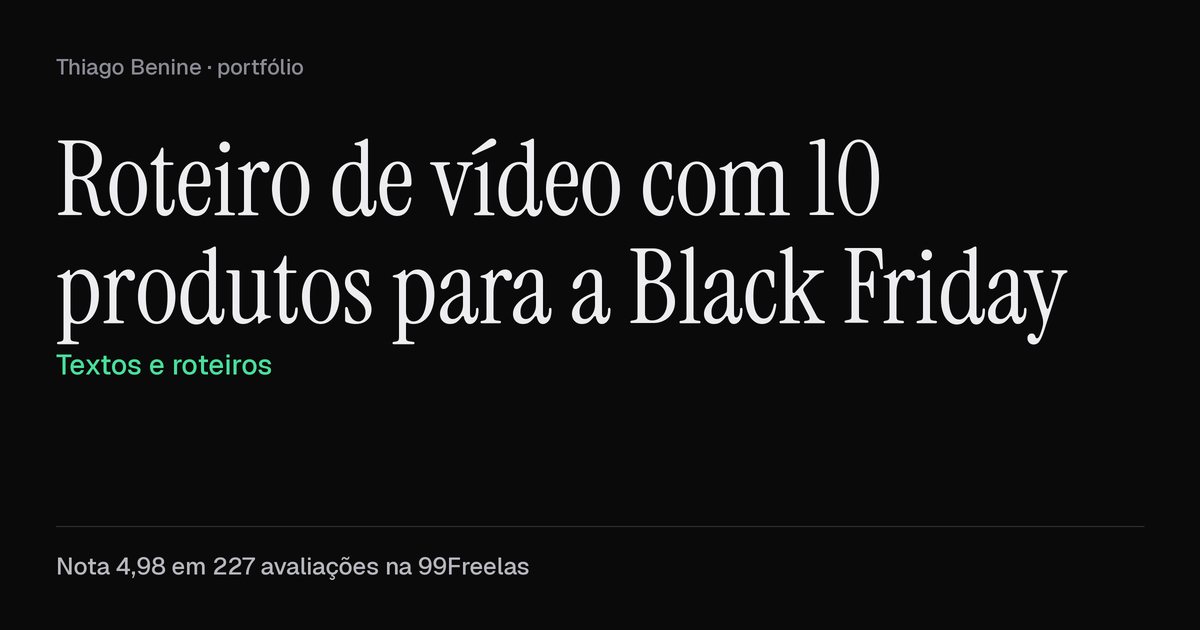 Thiago Benine · portfólio
Roteiro de vídeo com 10
produtos para a Black Friday
Textos e roteiros
Nota 4,98 em 227 avaliações na 99Freelas